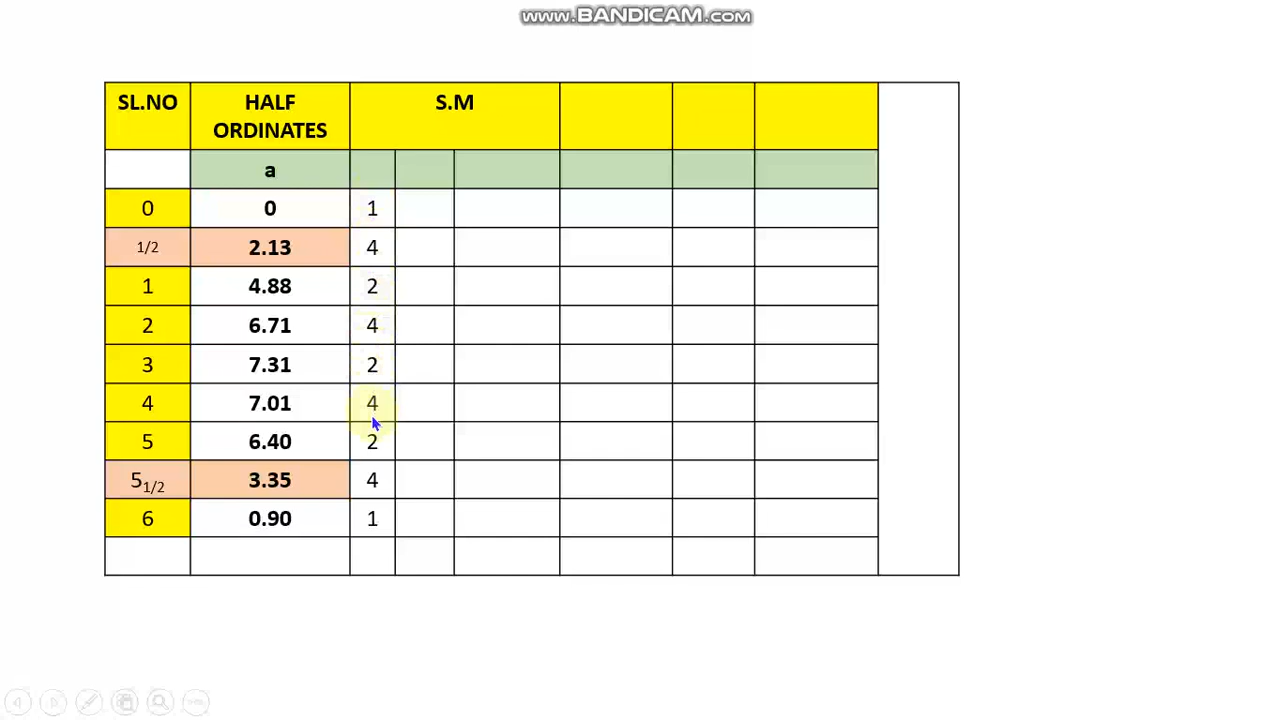 www.BANDICAM.com
SL.NO HALF ORDINATES S.M
a
0 0 1
1/2 2.13 4
1 4.88 2
2 6.71 4
3 7.31 2
4 7.01 4
5 6.40 2
5 1/2 3.35 4
6 0.90 1